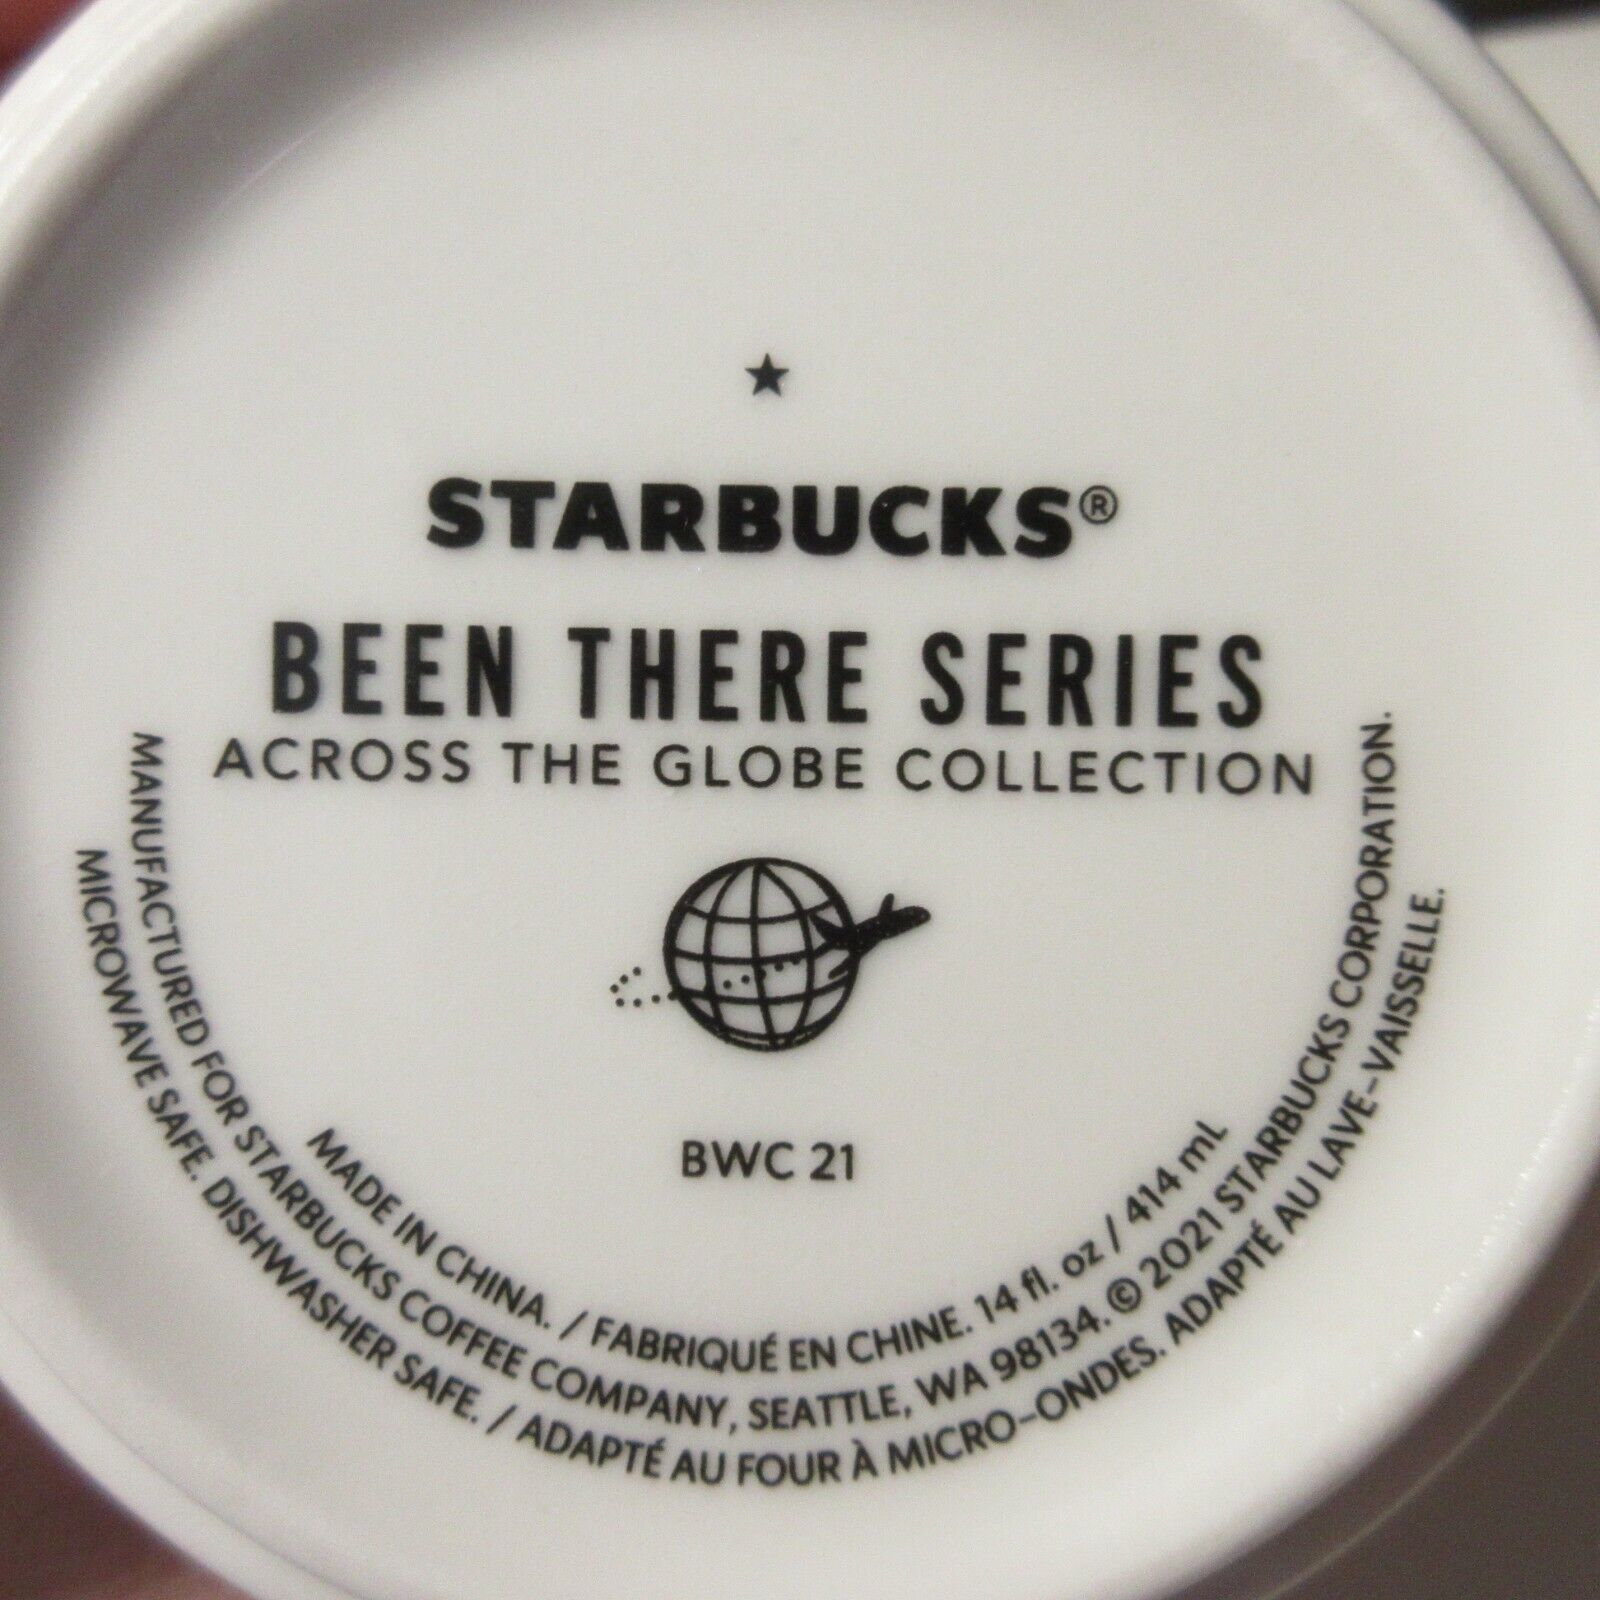 STARBUCKS®
BEEN THERE SERIES
ACROSS THE GLOBE COLLECTION
BWC 21
MADE IN CHINA. / FABRIQUÉ EN CHINE. 14 fl. oz / 414 mL
MANUFACTURED FOR STARBUCKS COFFEE COMPANY, SEATTLE, WA 98134. © 2021 STARBUCKS CORPORATION.
MICROWAVE SAFE. DISHWASHER SAFE. / ADAPTÉ AU FOUR À MICRO-ONDES. ADAPTÉ AU LAVE-VAISSELLE.